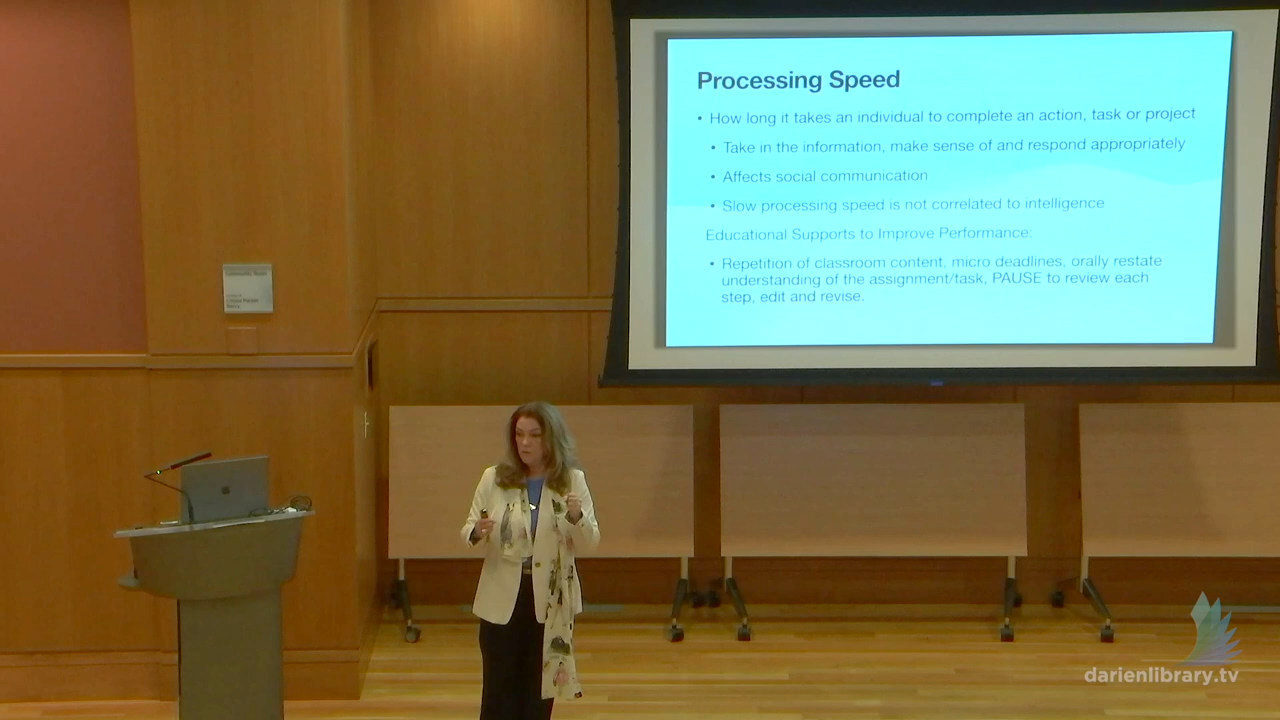 Processing Speed
• How long it takes an individual to complete an action, task or project
• Take in the information, make sense of and respond appropriately
• Affects social communication
• Slow processing speed is not correlated to intelligence
Educational Supports to Improve Performance:
• Repetition of classroom content, micro deadlines, orally restate
understanding of the assignment/task, PAUSE to review each
step, edit and revise.
Community Room
darienlibrary.tv